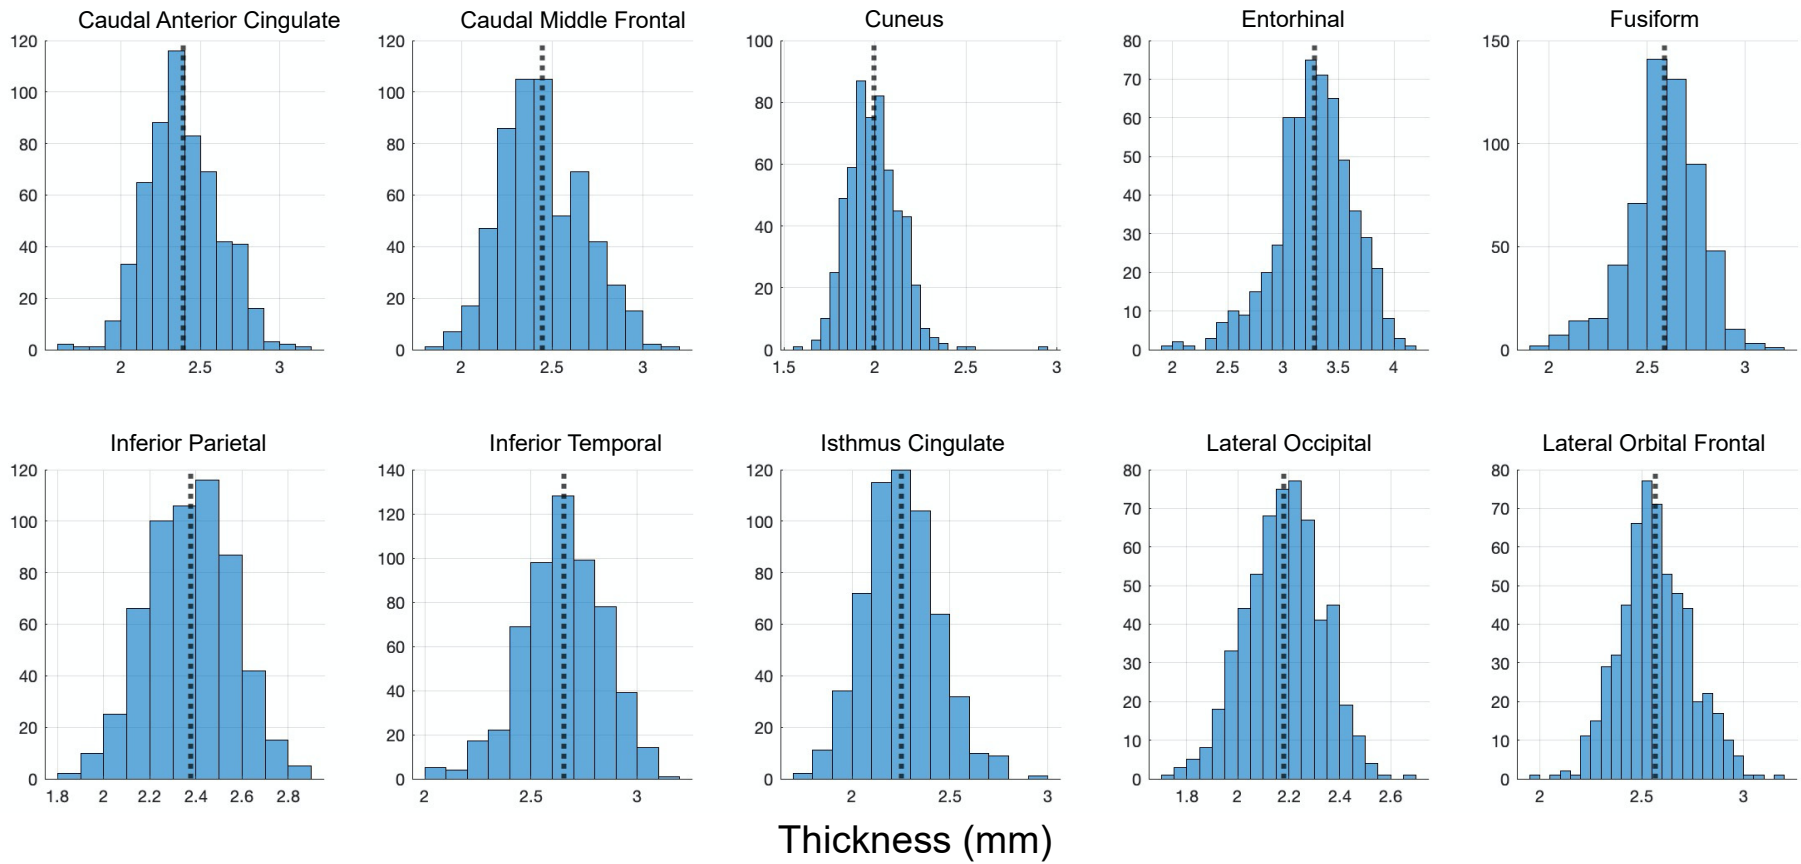 Caudal Anterior Cingulate Caudal Middle Frontal Cuneus Entorhinal Fusiform
120 120 100 80 150
100 100 80 70
80 80 60 60 100
60 60 40 50
40 40 20 40 50
20 20 0 30
0 0 20
10
0 0
2 2.5 3 2 2.5 3 1.5 2 2.5 3 2 2.5 3 3.5 4 2 2.5 3
Inferior Parietal Inferior Temporal Isthmus Cingulate Lateral Occipital Lateral Orbital Frontal
120 140 120 80 80
100 120 100 70 70
80 100 80 60 60
60 80 60 50 50
40 60 40 40 40
20 40 20 30 30
0 20 0 20 20
0 10 10
0 0
1.8 2 2.2 2.4 2.6 2.8 2 2.5 3 2 2.5 3 1.8 2 2.2 2.4 2.6 2 2.5 3
Thickness (mm)